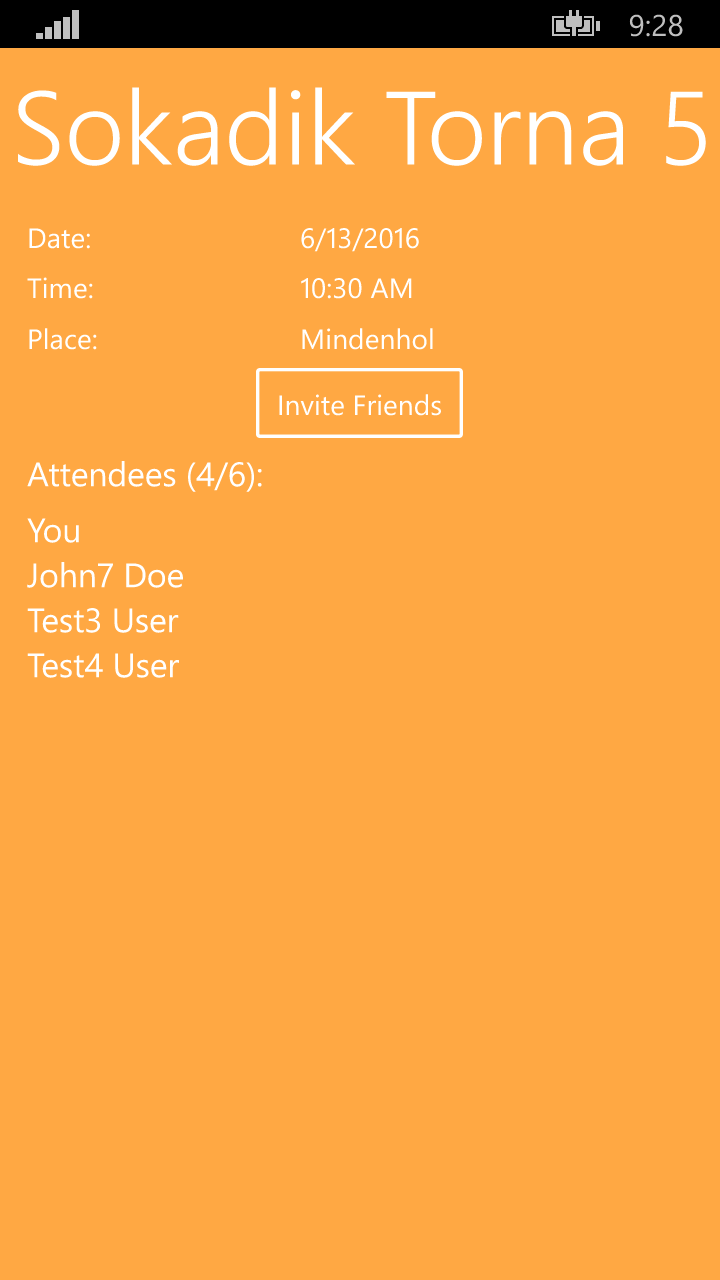 9:28
Sokadik Torna 5
Date: 6/13/2016
Time: 10:30 AM
Place: Mindenhol
Invite Friends
Attendees (4/6):
You
John7 Doe
Test3 User
Test4 User